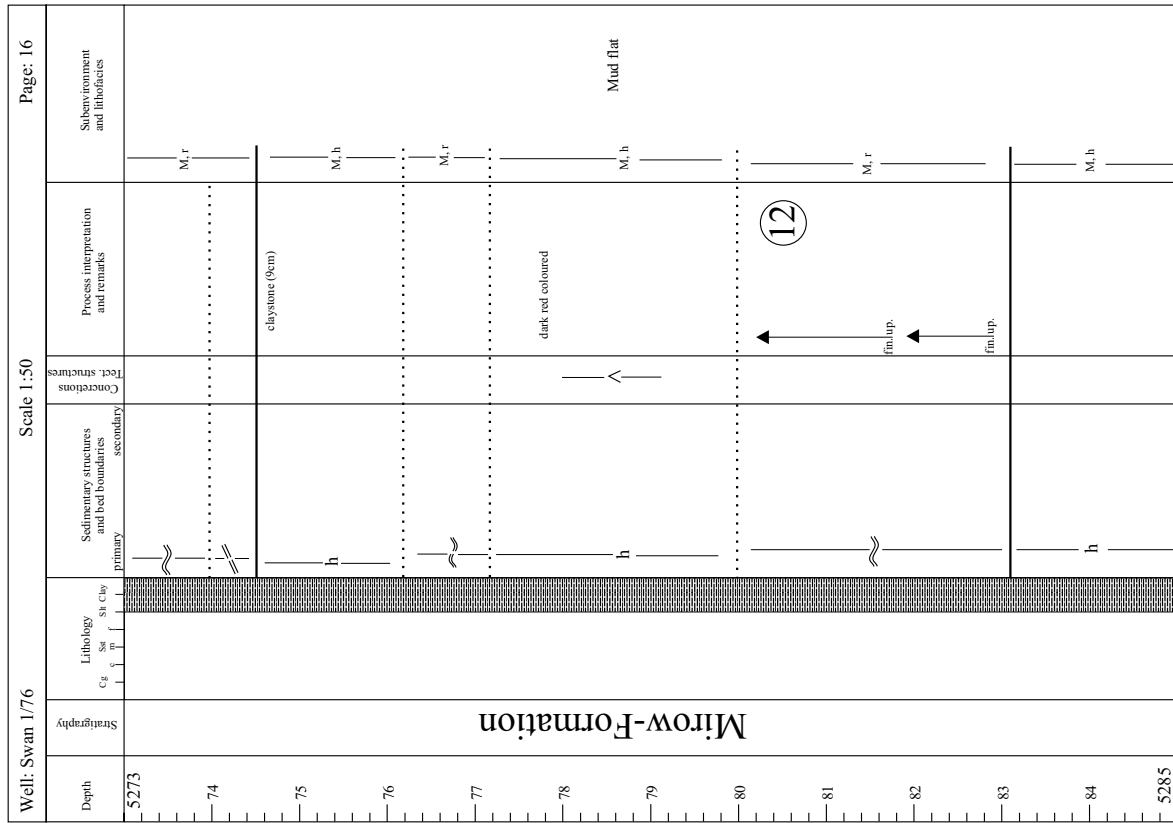 Well: Swan 1/76
Scale 1:50
Page: 16
Depth
Stratigraphy
Lithology
Cg c m f Slt Clay
Sst
Sedimentary structures
and bed boundaries
primary
secondary
Concretions
Tect. structures
Process interpretation
and remarks
Subenvironment
and lithofacies
5273
74
75
76
77
78
79
80
81
82
83
84
5285
Mirow-Formation
h
h
h
claystone (9cm)
dark red coloured
12
fin.up.
fin.up.
M, r
M, h
M, r
M, h
M, r
M, h
Mud flat